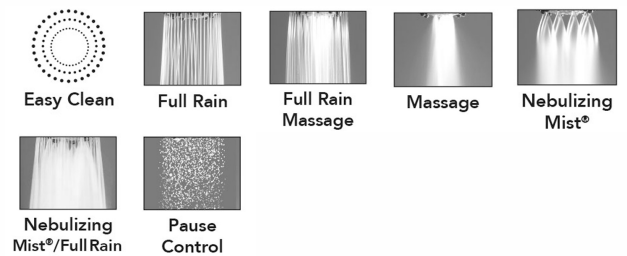 Easy Clean
Full Rain
Full Rain
Massage
Massage
Nebulizing
Mist®
Nebulizing
Mist®/Full Rain
Pause
Control